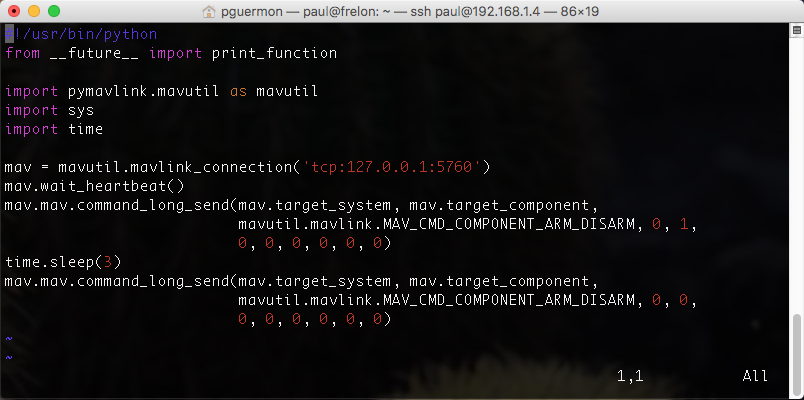 pguermon — paul@frelon: ~ — ssh paul@192.168.1.4 — 86×19
#!/usr/bin/python
from __future__ import print_function
import pymavlink.mavutil as mavutil
import sys
import time
mav = mavutil.mavlink_connection('tcp:127.0.0.1:5760')
mav.wait_heartbeat()
mav.mav.command_long_send(mav.target_system, mav.target_component,
mavutil.mavlink.MAV_CMD_COMPONENT_ARM_DISARM, 0, 1,
0, 0, 0, 0, 0, 0)
time.sleep(3)
mav.mav.command_long_send(mav.target_system, mav.target_component,
mavutil.mavlink.MAV_CMD_COMPONENT_ARM_DISARM, 0, 0,
0, 0, 0, 0, 0, 0)
~
~
1,1 All